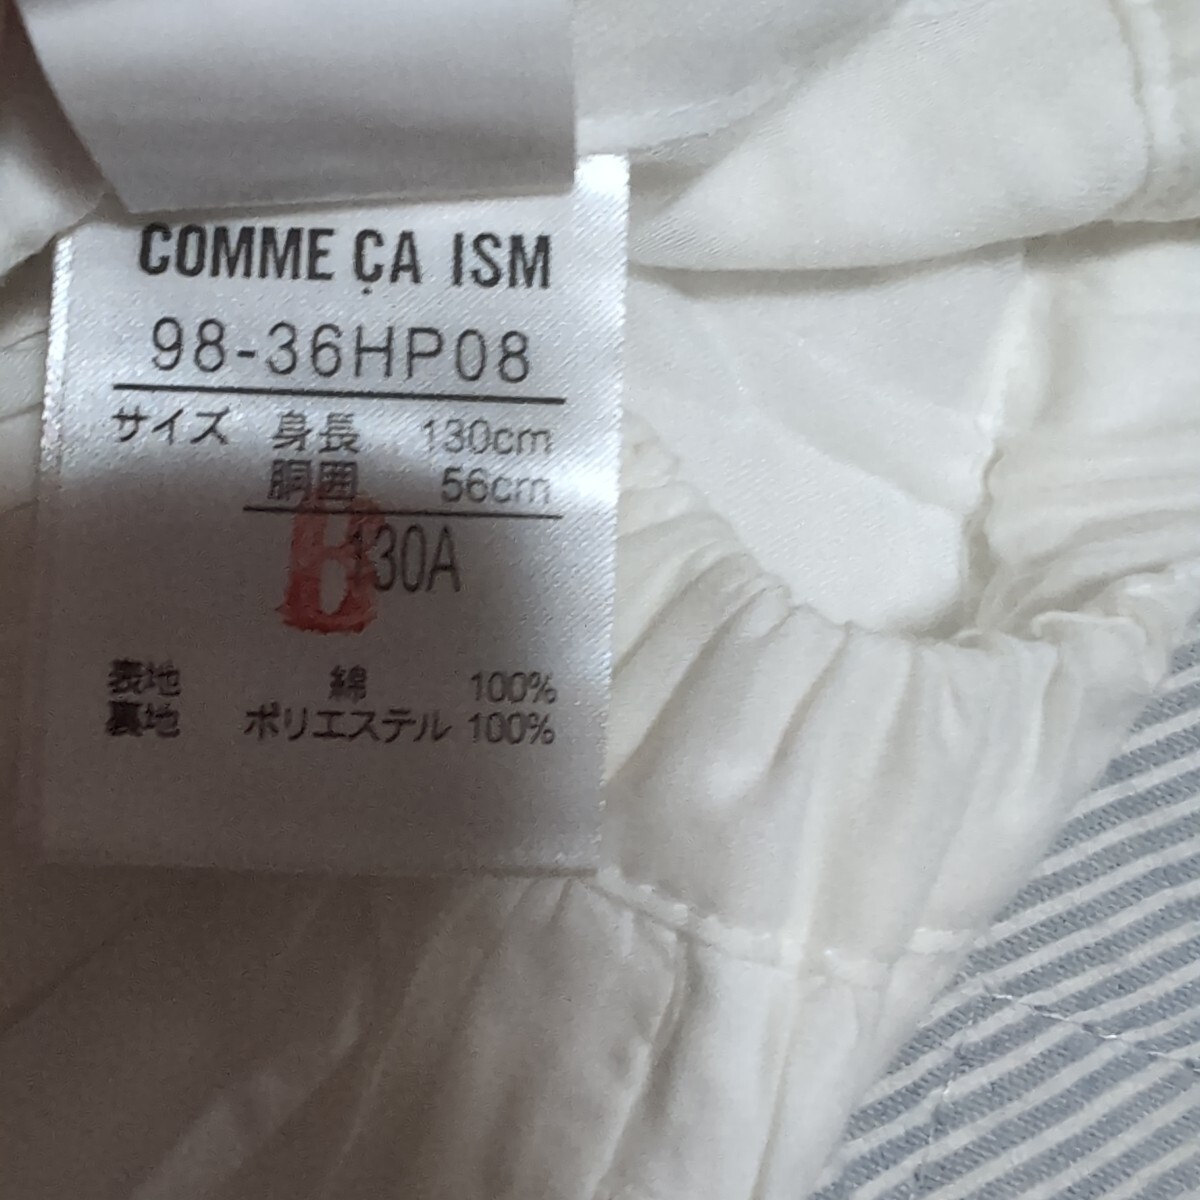 COMME ÇA ISM
98-36HP08
サイズ 身長 130cm
胴囲 56cm
130A
表地 綿 100%
裏地 ポリエステル 100%